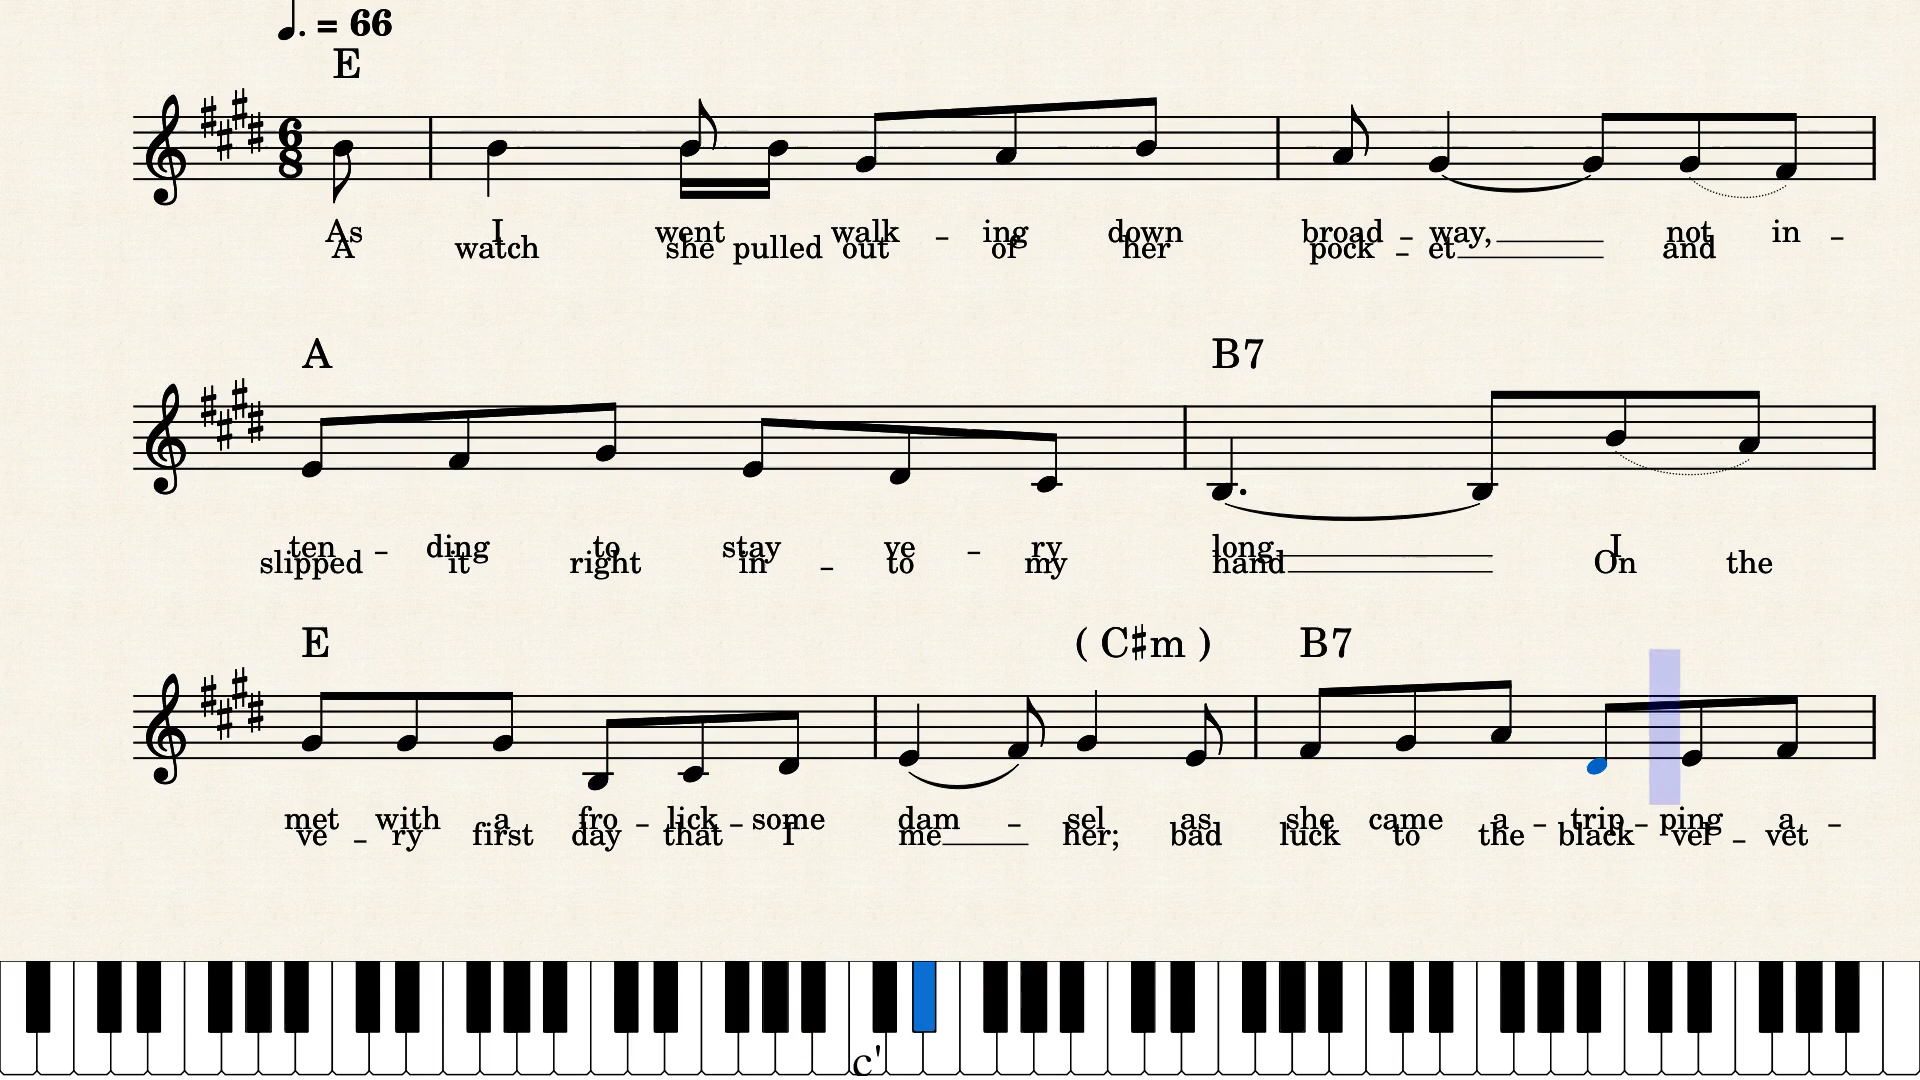 ♩. = 66
E
6
8
As I went walk – ing down broad – way, not in –
A watch she pulled out of her pock – et and
A B7
ten – ding to stay ve – ry long I
slipped it right in – to my hand On the
E ( C♯m ) B7
met with a fro – lick – some dam – sel as she came a – trip – ping a –
ve – ry first day that I me her; bad luck to the black vel – vet
c'